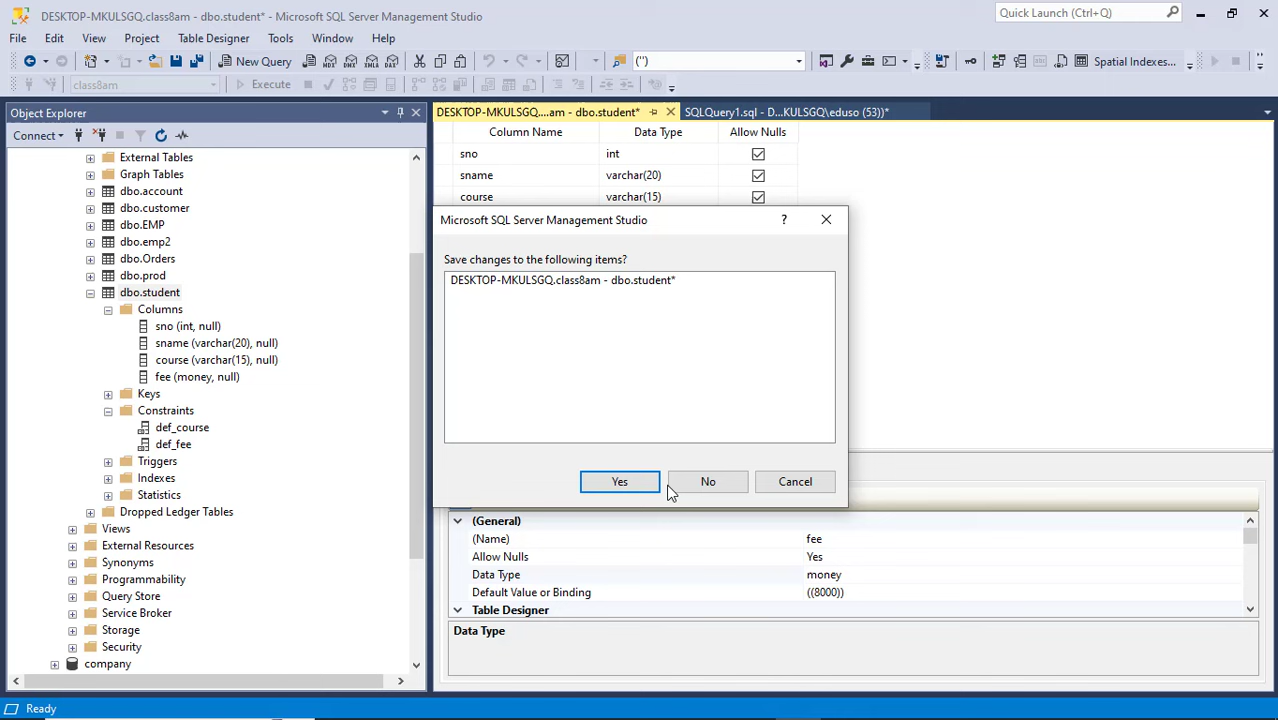 DESKTOP-MKULSGQ.class8am - dbo.student* - Microsoft SQL Server Management Studio
Quick Launch (Ctrl+Q)
File Edit View Project Table Designer Tools Window Help
New Query MDX DMX XMLA DAX ('') Spatial Indexes...
class8am Execute
Object Explorer
DESKTOP-MKULSGQ....am - dbo.student*
SQLQuery1.sql - D...KULSGQ\eduso (53))*
Connect
Column Name Data Type Allow Nulls
sno int
sname varchar(20)
course varchar(15)
External Tables
Graph Tables
dbo.account
dbo.customer
dbo.EMP
dbo.emp2
dbo.Orders
dbo.prod
dbo.student
Columns
sno (int, null)
sname (varchar(20), null)
course (varchar(15), null)
fee (money, null)
Keys
Constraints
def_course
def_fee
Triggers
Indexes
Statistics
Dropped Ledger Tables
Views
External Resources
Synonyms
Programmability
Query Store
Service Broker
Storage
Security
company
Microsoft SQL Server Management Studio
?
Save changes to the following items?
DESKTOP-MKULSGQ.class8am - dbo.student*
Yes No Cancel
(General)
(Name) fee
Allow Nulls Yes
Data Type money
Default Value or Binding ((8000))
Table Designer
Data Type
Ready